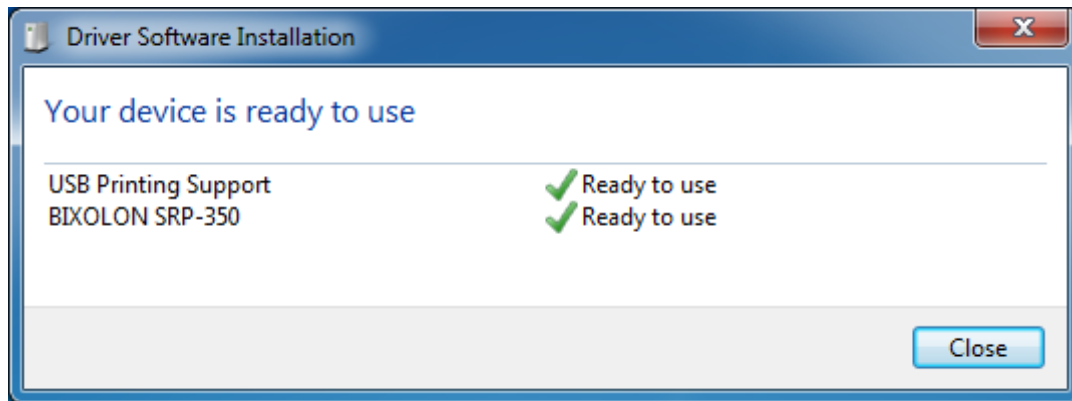 Driver Software Installation
Your device is ready to use
USB Printing Support Ready to use
BIXOLON SRP-350 Ready to use
Close